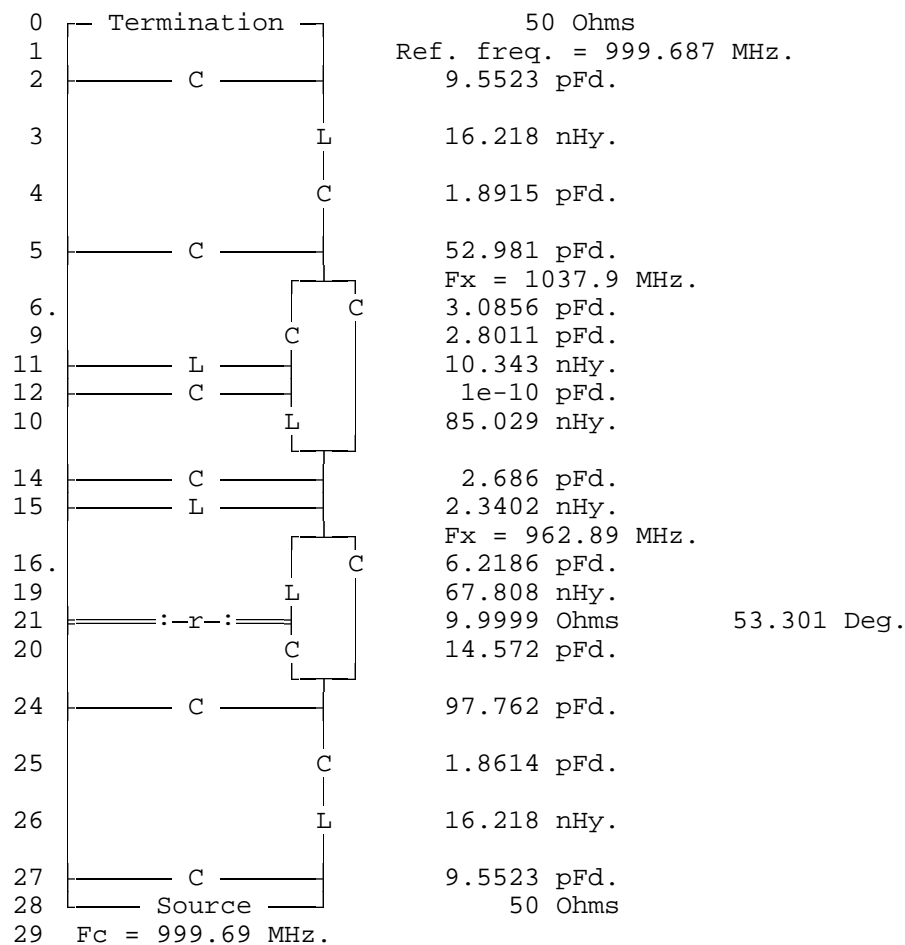 0 Termination 50 Ohms
1 Ref. freq. = 999.687 MHz.
2 C 9.5523 pFd.
3 L 16.218 nHy.
4 C 1.8915 pFd.
5 C 52.981 pFd.
Fx = 1037.9 MHz.
6. C 3.0856 pFd.
9 C 2.8011 pFd.
11 L 10.343 nHy.
12 C 1e-10 pFd.
10 L 85.029 nHy.
14 C 2.686 pFd.
15 L 2.3402 nHy.
Fx = 962.89 MHz.
16. C 6.2186 pFd.
19 L 67.808 nHy.
21 :-r-: 9.9999 Ohms 53.301 Deg.
20 C 14.572 pFd.
24 C 97.762 pFd.
25 C 1.8614 pFd.
26 L 16.218 nHy.
27 C 9.5523 pFd.
28 Source 50 Ohms
29 Fc = 999.69 MHz.